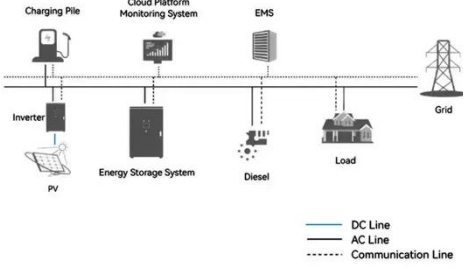 Cloud Platform
Charging Pile
Monitoring System
EMS
Inverter
Grid
PV
Energy Storage System
Diesel
Load
DC Line
AC Line
Communication Line